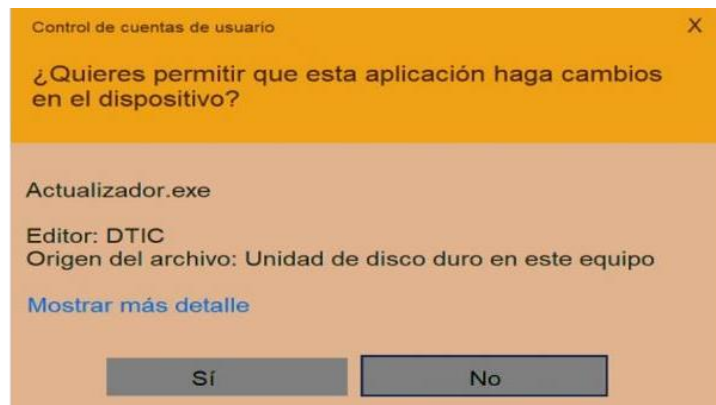 Control de cuentas de usuario
X
¿Quieres permitir que esta aplicación haga cambios
en el dispositivo?
Actualizador.exe
Editor: DTIC
Origen del archivo: Unidad de disco duro en este equipo
Mostrar más detalle
Sí
No